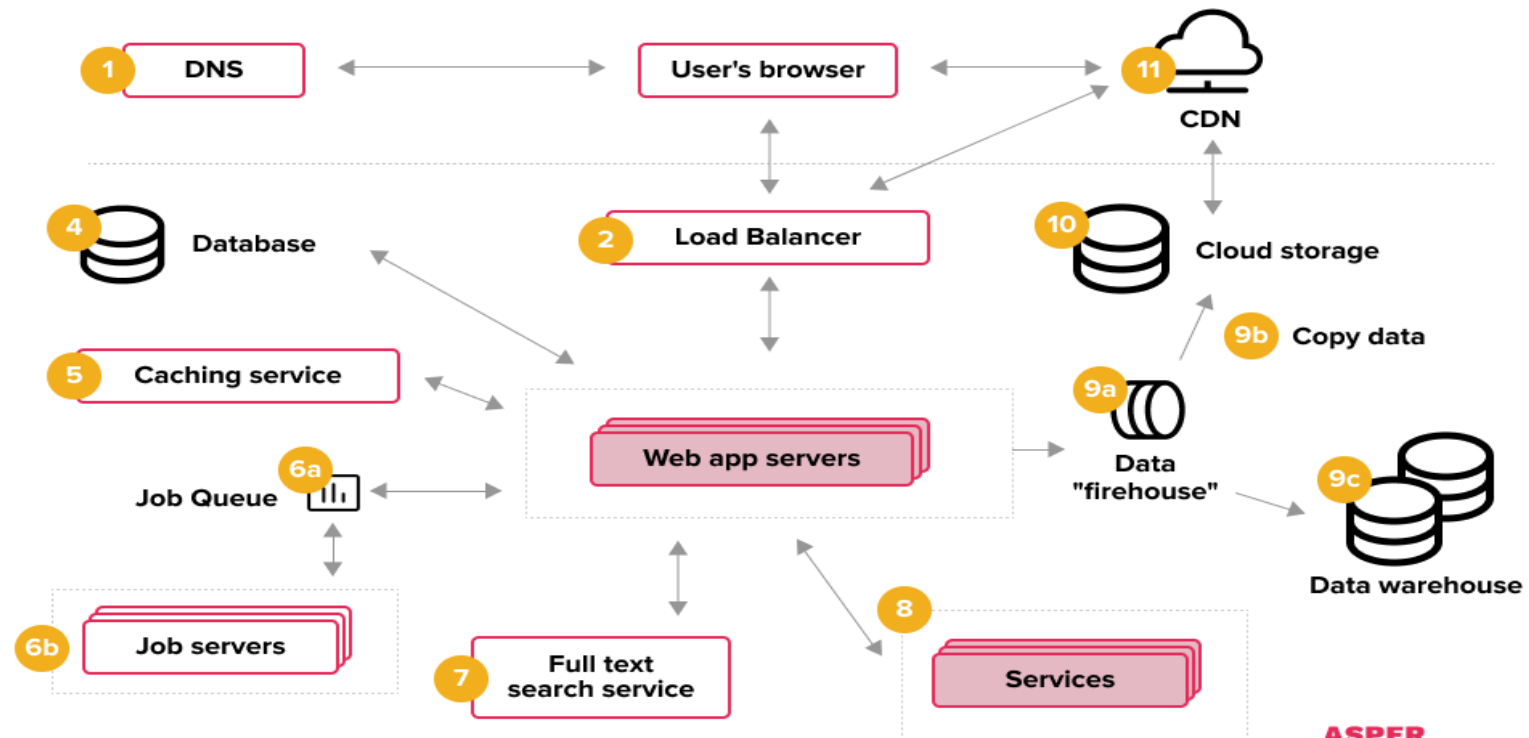 1 DNS
User's browser
11
CDN
4 Database
2 Load Balancer
10 Cloud storage
9b Copy data
5 Caching service
9a
Data
"firehouse"
Web app servers
6a
Job Queue
9c
Data warehouse
6b Job servers
7
Full text
search service
8
Services
ASPER